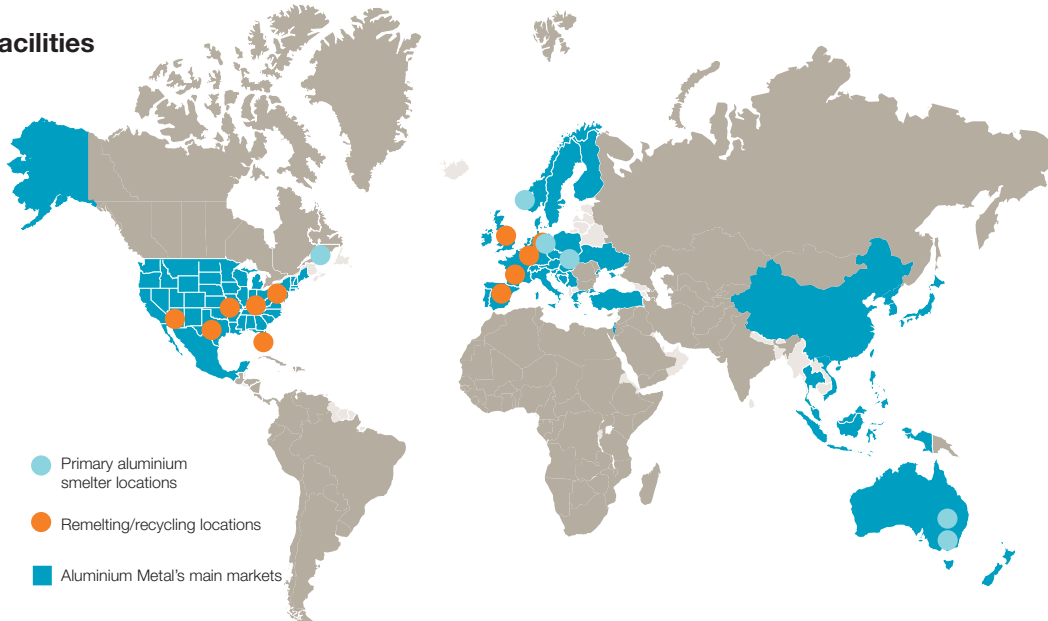 acilities
Primary aluminium
smelter locations
Remelting/recycling locations
Aluminium Metal's main markets